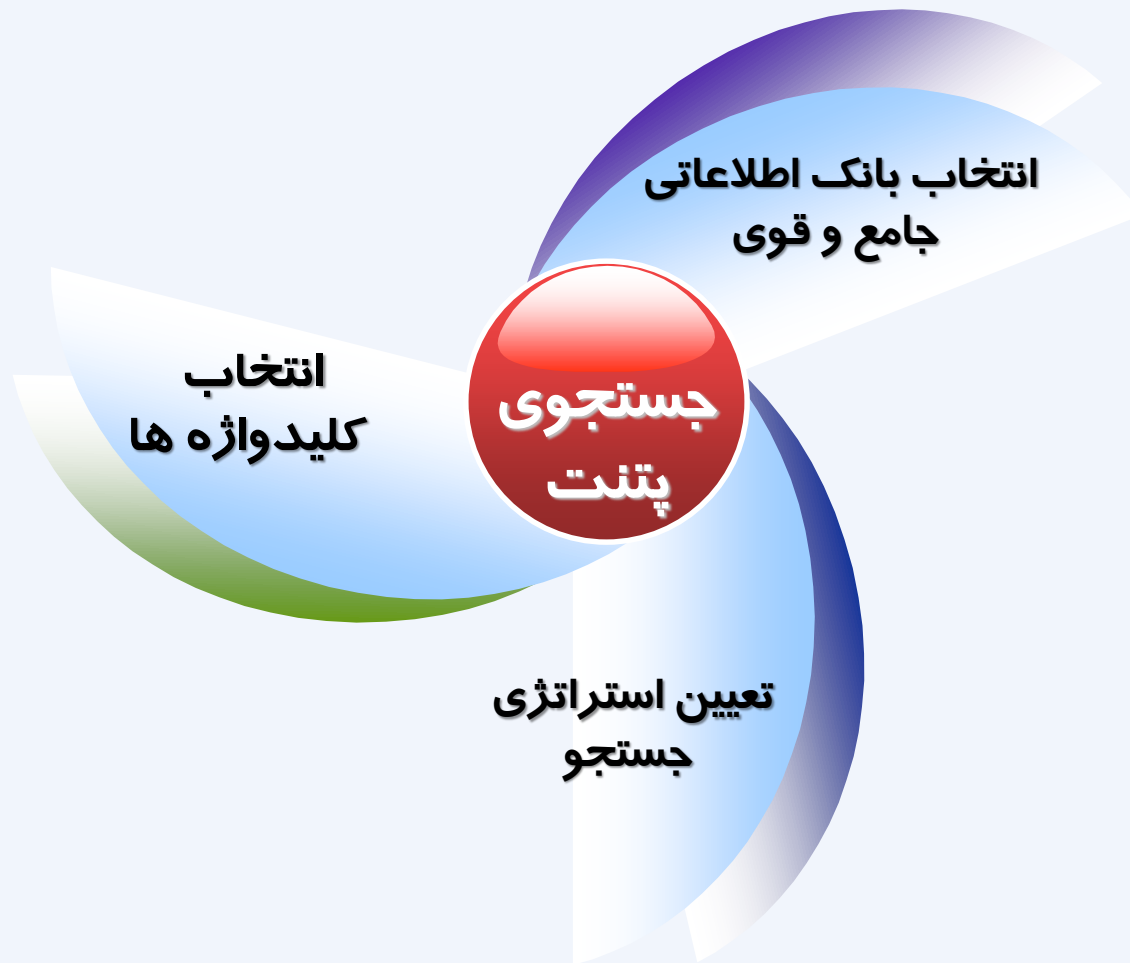 انتخاب بانک اطلاعاتی
جامع و قوی
انتخاب
کلیدواژه ها
جستجوی
پتنت
تعیین استراتژی
جستجو